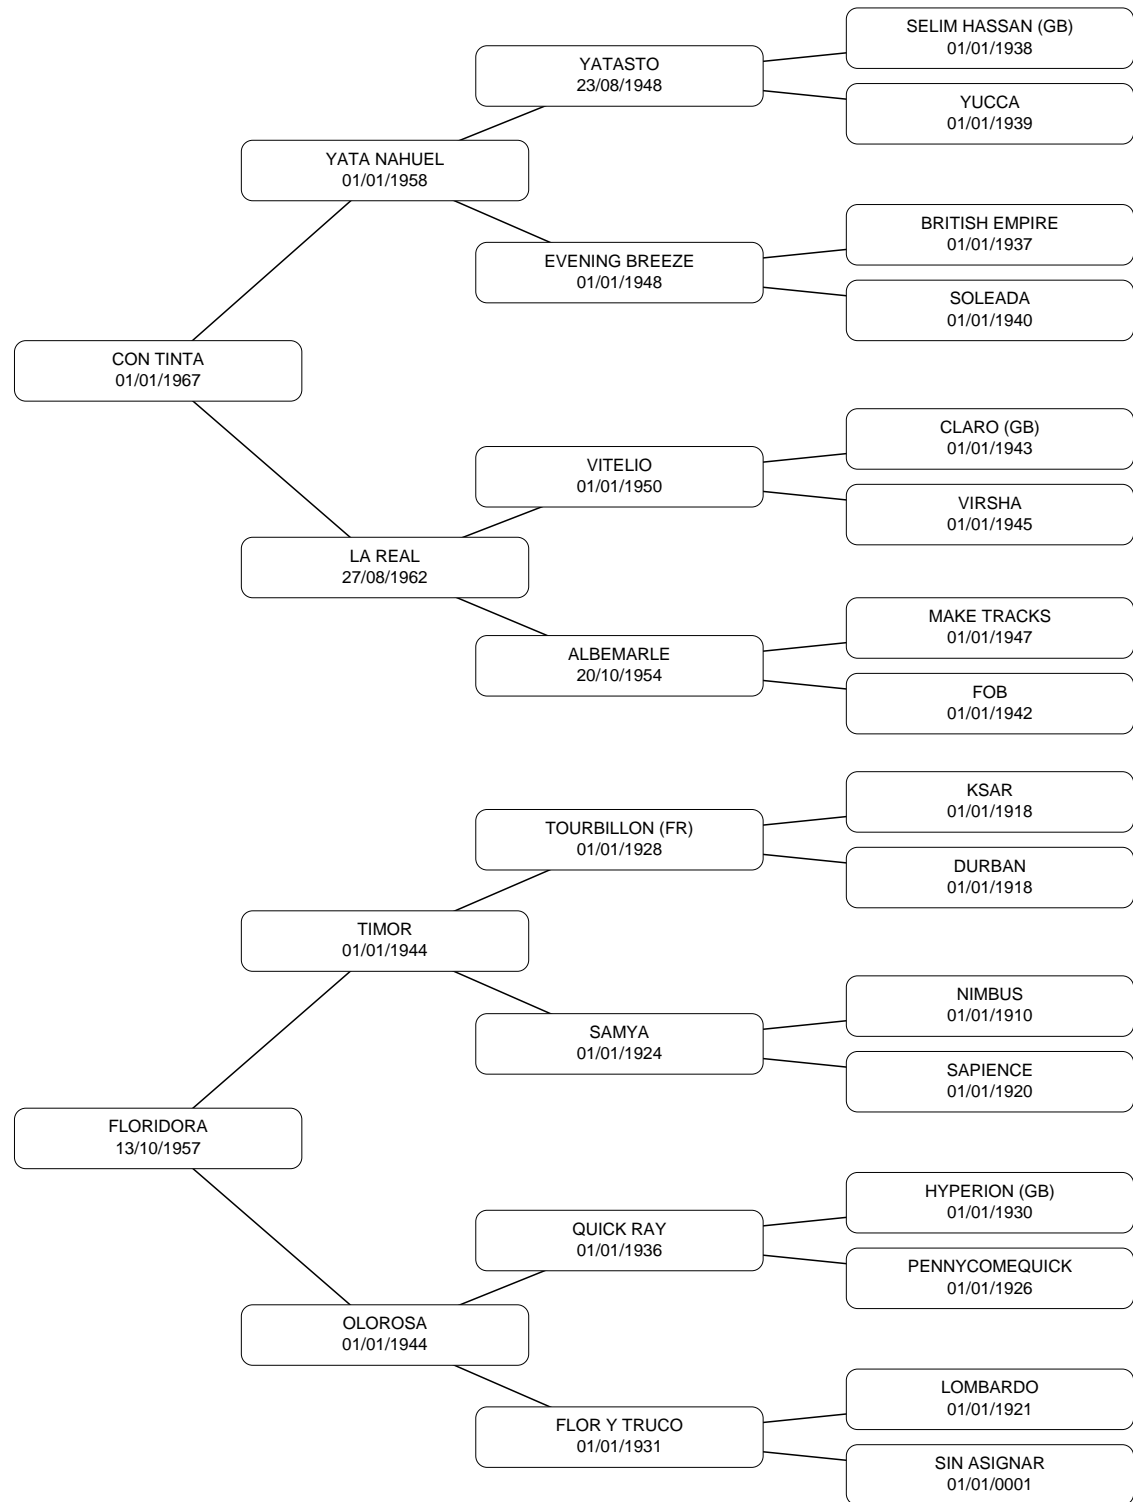 SELIM HASSAN (GB)
01/01/1938
YATASTO
23/08/1948
YUCCA
01/01/1939
YATA NAHUEL
01/01/1958
BRITISH EMPIRE
01/01/1937
EVENING BREEZE
01/01/1948
SOLEADA
01/01/1940
CON TINTA
01/01/1967
CLARO (GB)
01/01/1943
VITELIO
01/01/1950
VIRSHA
01/01/1945
LA REAL
27/08/1962
MAKE TRACKS
01/01/1947
ALBEMARLE
20/10/1954
FOB
01/01/1942
KSAR
01/01/1918
TOURBILLON (FR)
01/01/1928
DURBAN
01/01/1918
TIMOR
01/01/1944
NIMBUS
01/01/1910
SAMYA
01/01/1924
SAPIENCE
01/01/1920
FLORIDORA
13/10/1957
HYPERION (GB)
01/01/1930
QUICK RAY
01/01/1936
PENNYCOMEQUICK
01/01/1926
OLOROSA
01/01/1944
LOMBARDO
01/01/1921
FLOR Y TRUCO
01/01/1931
SIN ASIGNAR
01/01/0001